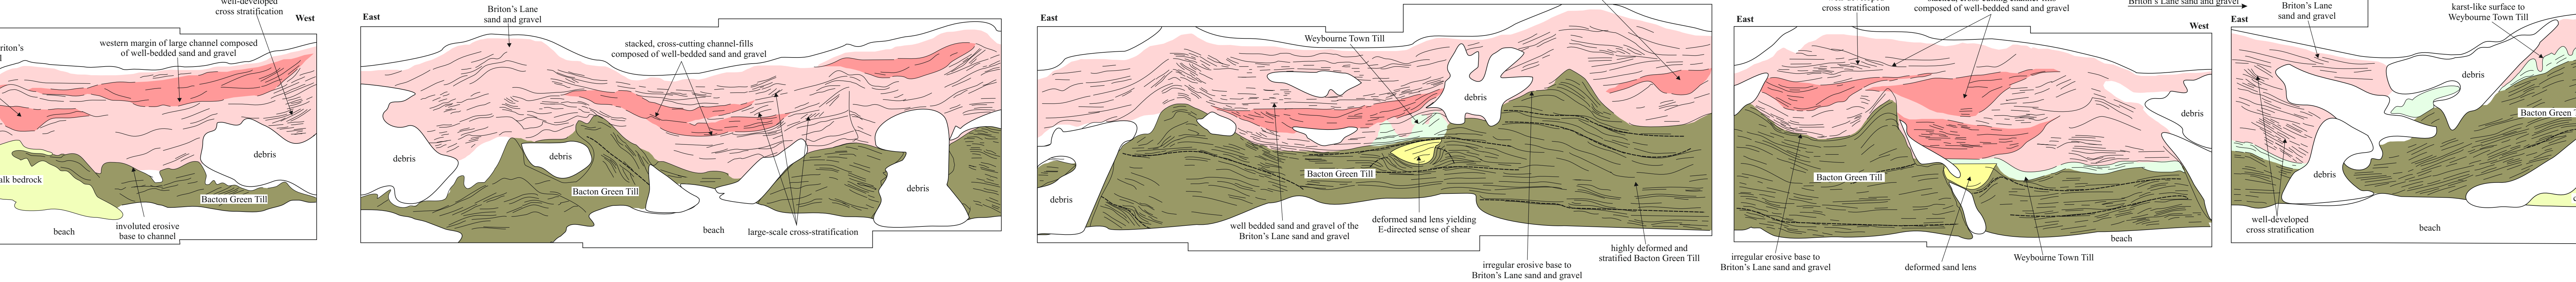 well-developed
cross stratification
West
western margin of large channel composed
of well-bedded sand and gravel
debris
Bacton Green Till
involuted erosive
base to channel
beach
East
Briton's Lane
sand and gravel
stacked, cross-cutting channel-fills
composed of well-bedded sand and gravel
debris
debris
Bacton Green Till
debris
beach
large-scale cross-stratification
East
Weybourne Town Till
debris
Bacton Green Till
debris
well bedded sand and gravel of the
Briton's Lane sand and gravel
deformed sand lens yielding
E-directed sense of shear
irregular erosive base to
Briton's Lane sand and gravel
highly deformed and
stratified Bacton Green Till
East
cross stratification
composed of well-bedded sand and gravel
Briton's Lane sand and gravel
West
debris
Bacton Green Till
beach
irregular erosive base to
Briton's Lane sand and gravel
deformed sand lens
Weybourne Town Till
East
Briton's Lane
sand and gravel
karst-like surface to
Weybourne Town Till
debris
Bacton Green
debris
well-developed
cross stratification
beach